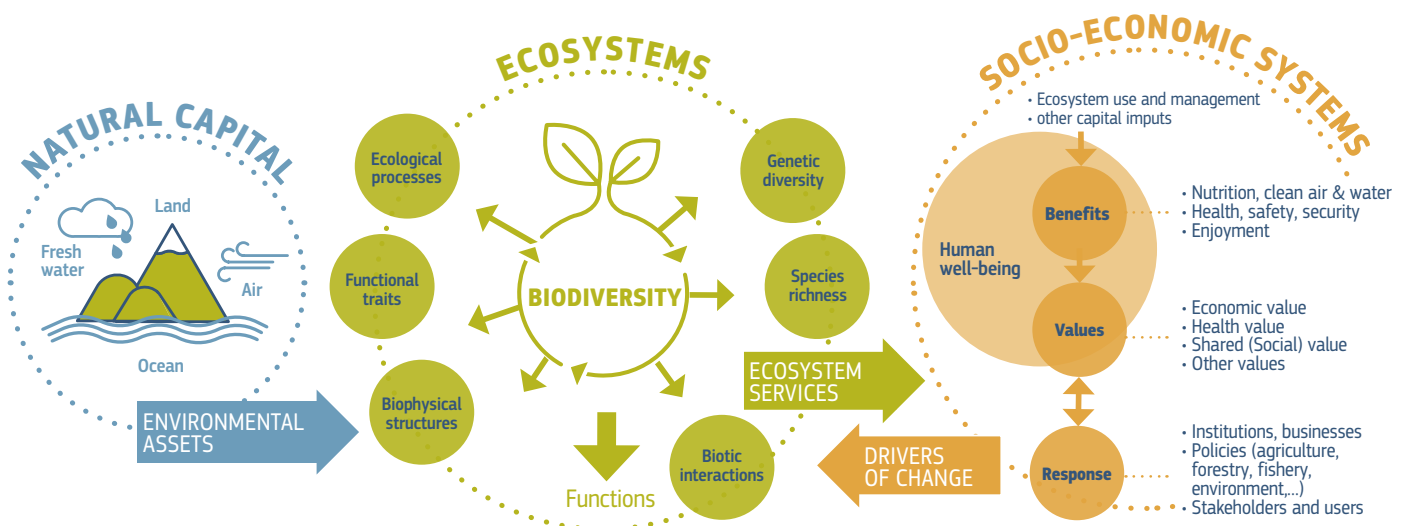 NATURAL CAPITAL
Land
Fresh
water
Air
Ocean
ENVIRONMENTAL
ASSETS
ECOSYSTEMS
Ecological
processes
Functional
traits
Biophysical
structures
BIODIVERSITY
Genetic
diversity
Species
richness
Biotic
interactions
Functions
ECOSYSTEM
SERVICES
DRIVERS
OF CHANGE
SOCIO-ECONOMIC SYSTEMS
• Ecosystem use and management
• other capital imputs
Human
well-being
Benefits
• Nutrition, clean air & water
• Health, safety, security
• Enjoyment
Values
• Economic value
• Health value
• Shared (Social) value
• Other values
Response
• Institutions, businesses
• Policies (agriculture,
forestry, fishery,
environment,...)
• Stakeholders and users